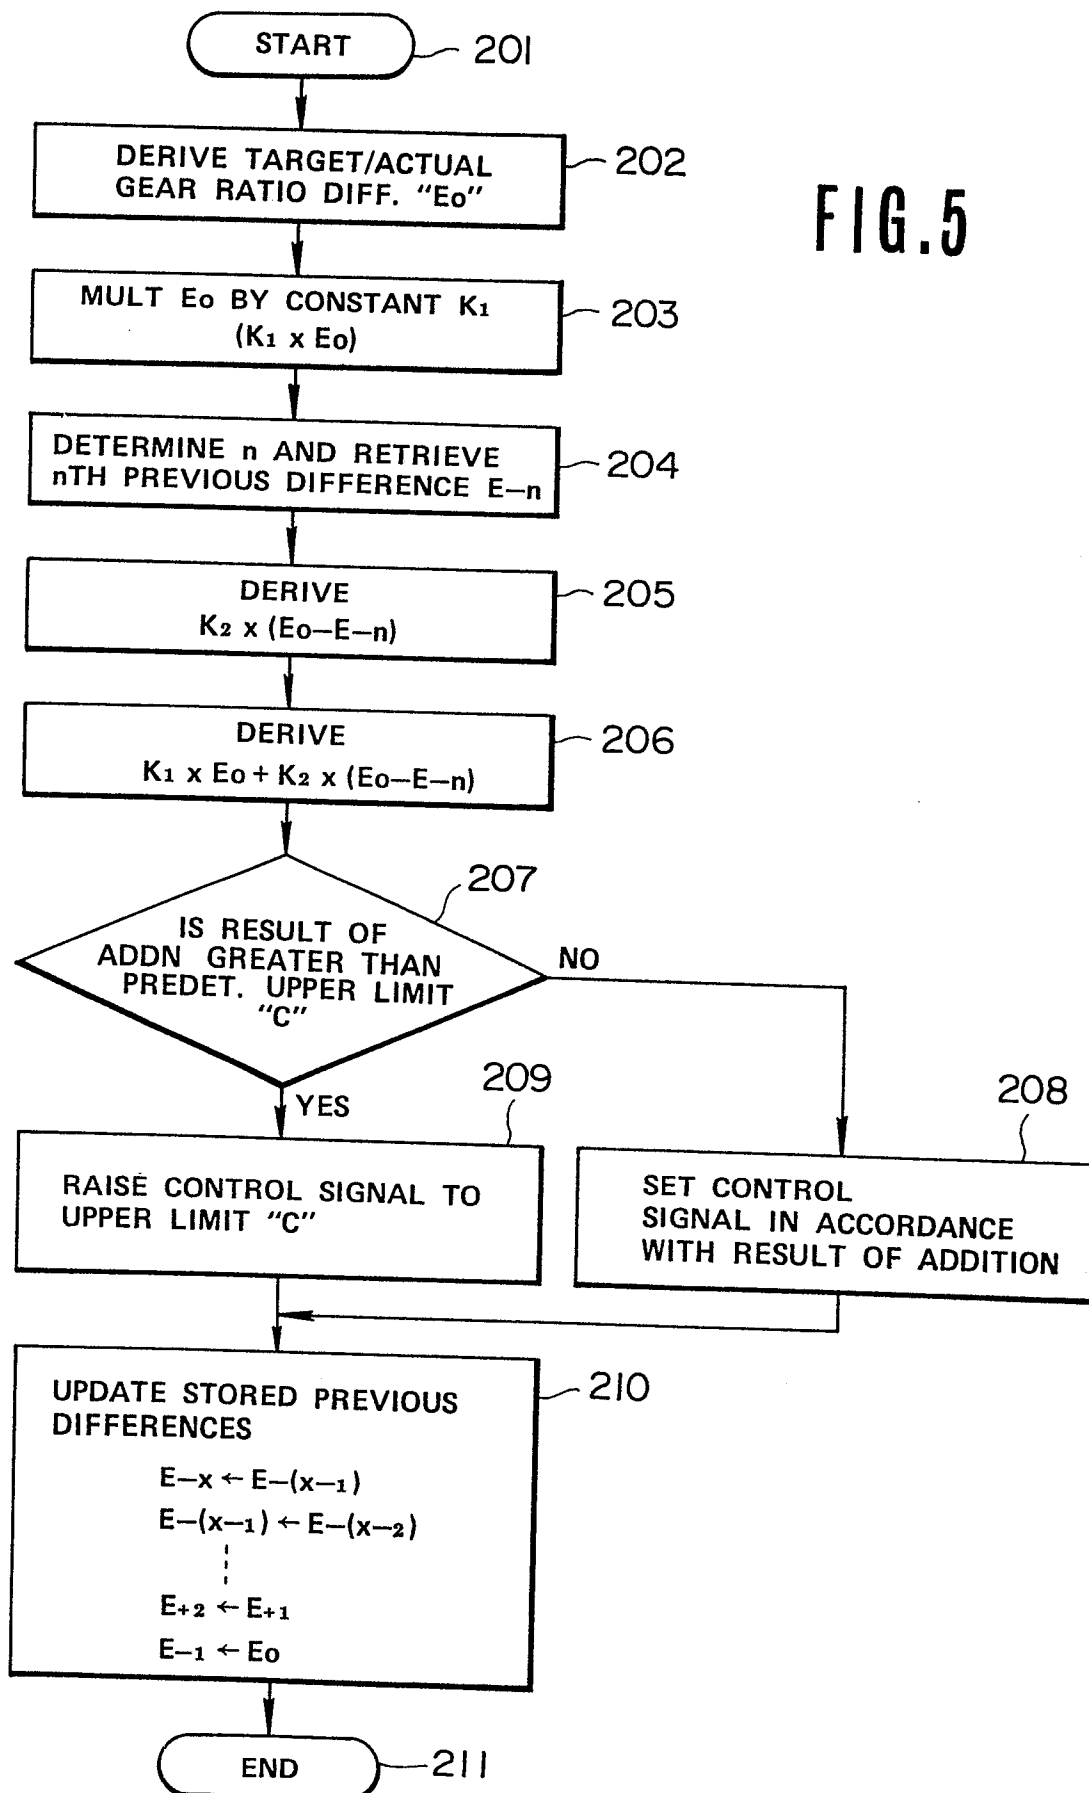 START
201
DERIVE TARGET/ACTUAL
GEAR RATIO DIFF. "Eo"
202
FIG.5
MULT Eo BY CONSTANT K1
(K1 x Eo)
203
DETERMINE n AND RETRIEVE
nTH PREVIOUS DIFFERENCE E-n
204
DERIVE
K2 x (Eo-E-n)
205
DERIVE
K1 x Eo + K2 x (Eo-E-n)
206
207
IS RESULT OF
ADDN GREATER THAN
PREDET. UPPER LIMIT
"C"
NO
YES
209
208
RAISE CONTROL SIGNAL TO
UPPER LIMIT "C"
SET CONTROL
SIGNAL IN ACCORDANCE
WITH RESULT OF ADDITION
UPDATE STORED PREVIOUS
DIFFERENCES
210
E-x ← E-(x-1)
E-(x-1) ← E-(x-2)
E+2 ← E+1
E-1 ← Eo
END
211